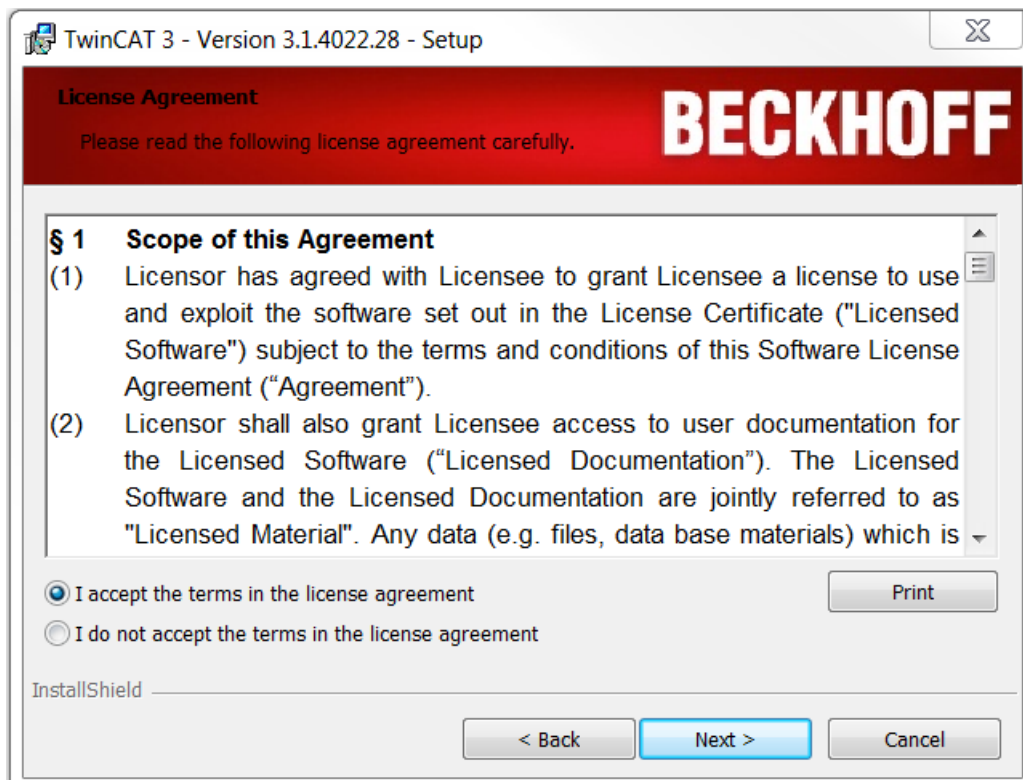 TwinCAT 3 - Version 3.1.4022.28 - Setup
License Agreement
BECKHOFF
Please read the following license agreement carefully.
§ 1 Scope of this Agreement
(1) Licensor has agreed with Licensee to grant Licensee a license to use
and exploit the software set out in the License Certificate ("Licensed
Software") subject to the terms and conditions of this Software License
Agreement (“Agreement”).
(2) Licensor shall also grant Licensee access to user documentation for
the Licensed Software (“Licensed Documentation”). The Licensed
Software and the Licensed Documentation are jointly referred to as
"Licensed Material". Any data (e.g. files, data base materials) which is
I accept the terms in the license agreement
Print
I do not accept the terms in the license agreement
InstallShield
< Back
Next >
Cancel